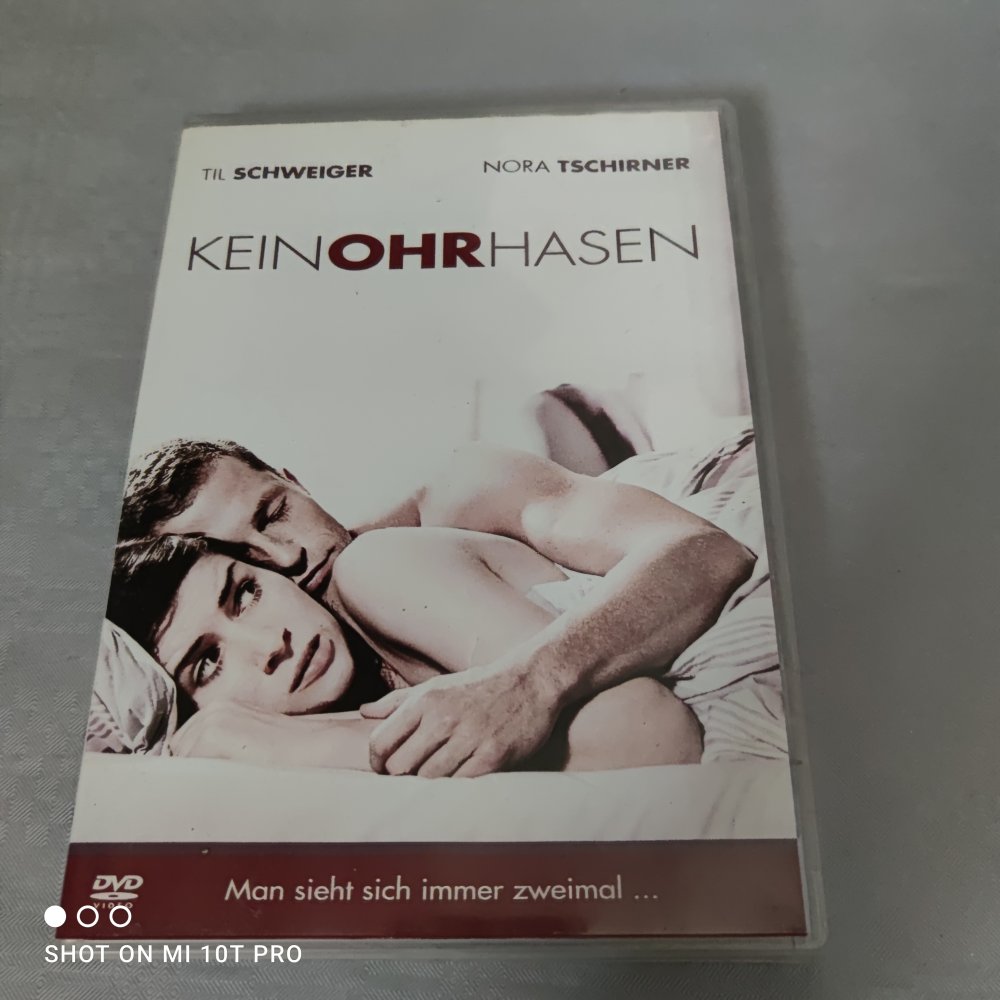 TIL SCHWEIGER NORA TSCHIRNER
KEINOHRHASEN
DVD
VIDEO
Man sieht sich immer zweimal ...
SHOT ON MI 10T PRO